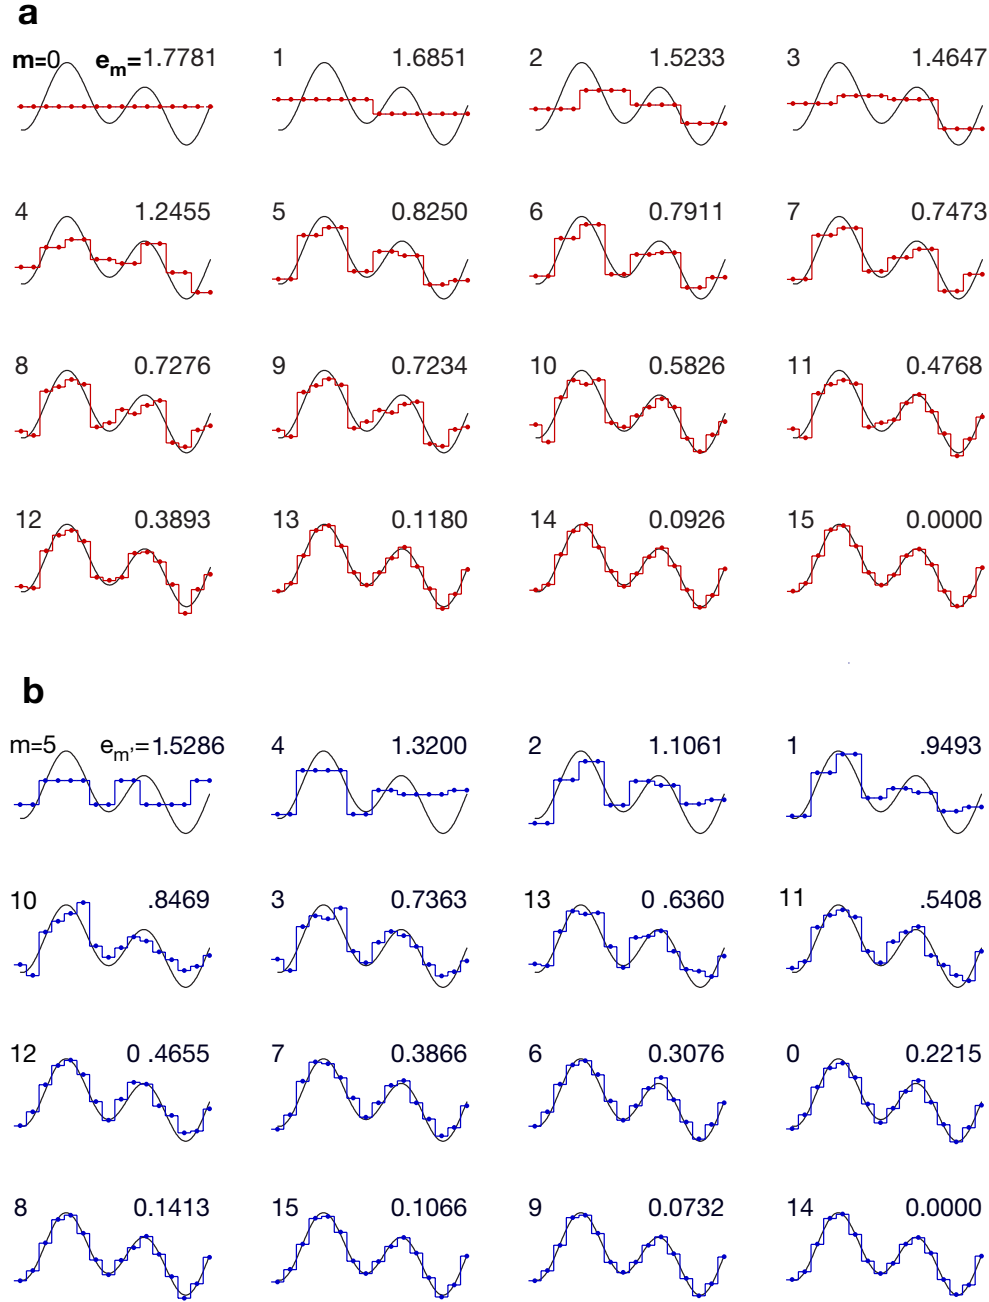 a
m=0 e_m=1.7781 1 1.6851 2 1.5233 3 1.4647
4 1.2455 5 0.8250 6 0.7911 7 0.7473
8 0.7276 9 0.7234 10 0.5826 11 0.4768
12 0.3893 13 0.1180 14 0.0926 15 0.0000
b
m=5 e_m'=1.5286 4 1.3200 2 1.1061 1 .9493
10 .8469 3 0.7363 13 0 .6360 11 .5408
12 0 .4655 7 0.3866 6 0.3076 0 0.2215
8 0.1413 15 0.1066 9 0.0732 14 0.0000